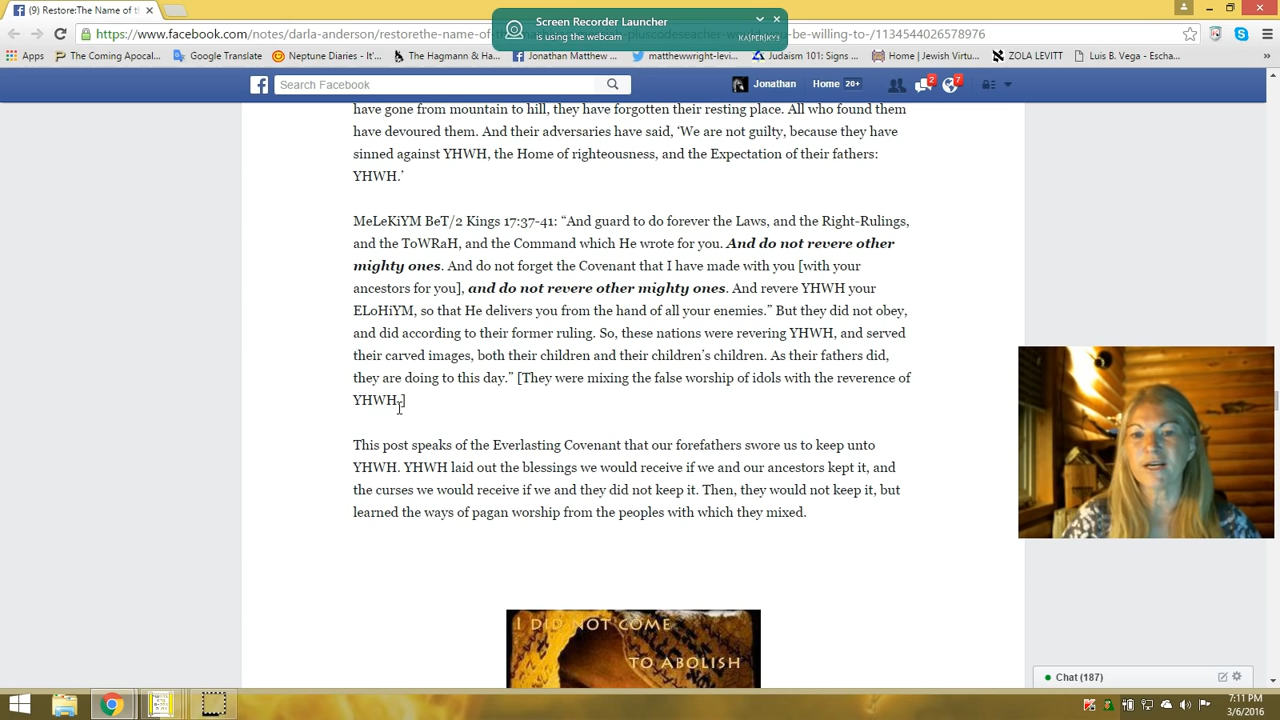 (9) Restore:The Name of th
Screen Recorder Launcher
is using the webcam
KASPERSKY
https://www.facebook.com/notes/darla-anderson/
/1134544026578976
Apps
The Coming Apocal...
Google Translate
Neptune Diaries - It'...
The Hagmann & H...
Jonathan Matthew...
matthewwright-levi...
Judaism 101: Signs ...
Home | Jewish Virtu...
ZOLA LEVITT
Luis B. Vega - Escha...
Search Facebook
Jonathan
Home 20+
2
7
have gone from mountain to hill, they have forgotten their resting place. All who found them
have devoured them. And their adversaries have said, ‘We are not guilty, because they have
sinned against YHWH, the Home of righteousness, and the Expectation of their fathers:
YHWH.’
MeLeKiYM BeT/2 Kings 17:37-41: “And guard to do forever the Laws, and the Right-Rulings,
and the ToWRaH, and the Command which He wrote for you. And do not revere other
mighty ones. And do not forget the Covenant that I have made with you [with your
ancestors for you], and do not revere other mighty ones. And revere YHWH your
ELoHiYM, so that He delivers you from the hand of all your enemies.” But they did not obey,
and did according to their former ruling. So, these nations were revering YHWH, and served
their carved images, both their children and their children’s children. As their fathers did,
they are doing to this day.” [They were mixing the false worship of idols with the reverence of
YHWH.]
This post speaks of the Everlasting Covenant that our forefathers swore us to keep unto
YHWH. YHWH laid out the blessings we would receive if we and our ancestors kept it, and
the curses we would receive if we and they did not keep it. Then, they would not keep it, but
learned the ways of pagan worship from the peoples with which they mixed.
I DID NOT COME
TO ABOLISH
Chat (187)
7:11 PM
3/6/2016